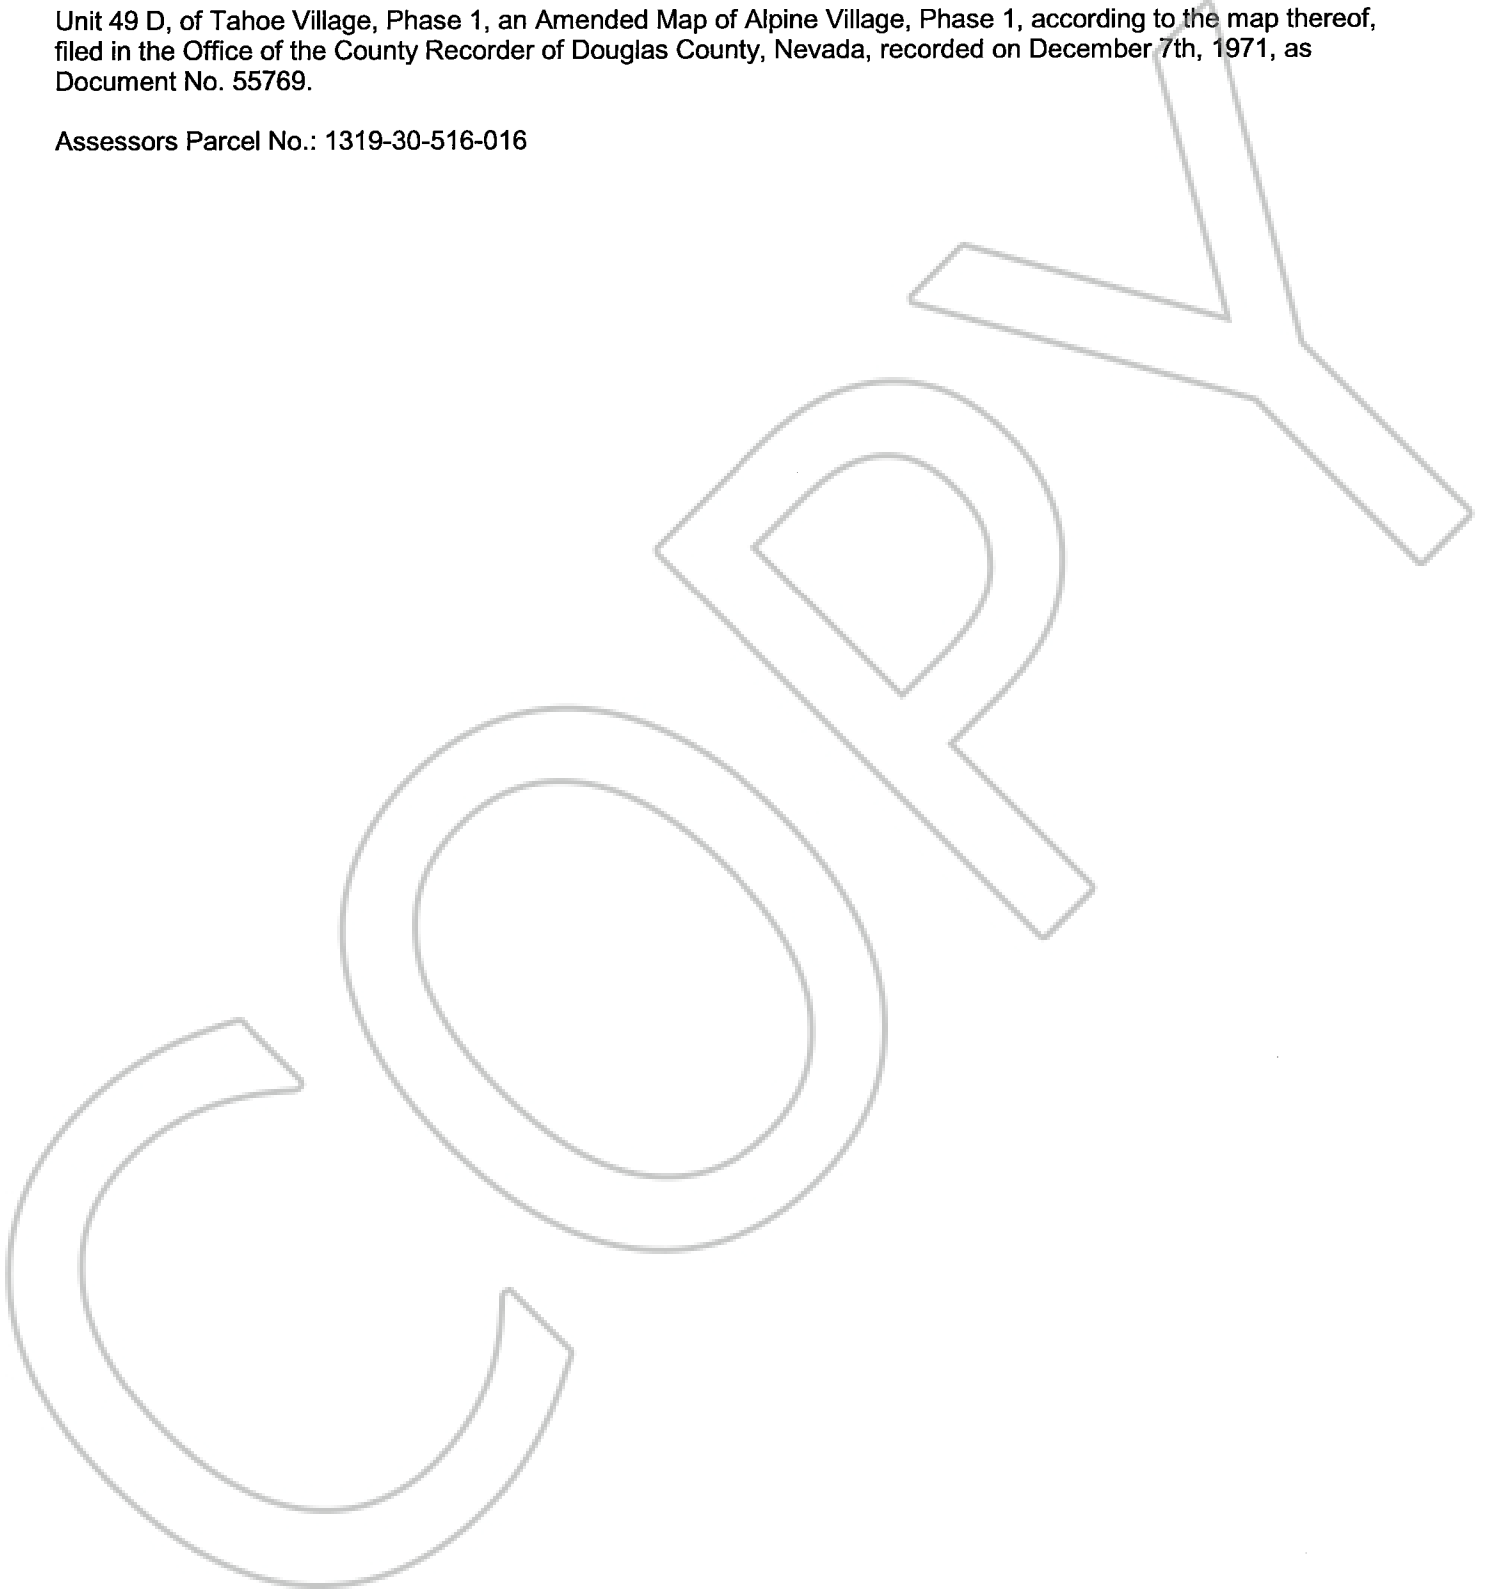 Unit 49 D, of Tahoe Village, Phase 1, an Amended Map of Alpine Village, Phase 1, according to the map thereof,
filed in the Office of the County Recorder of Douglas County, Nevada, recorded on December 7th, 1971, as
Document No. 55769.
Assessors Parcel No.: 1319-30-516-016
COPY